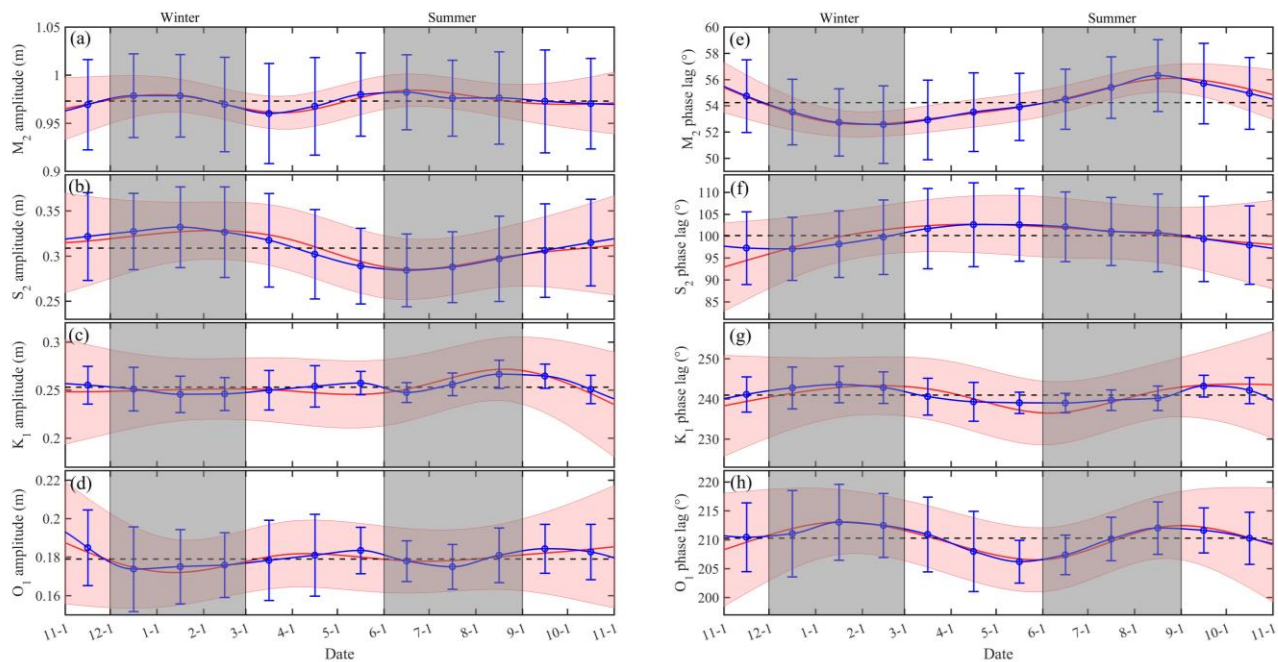 Winter Summer
(a)
M2 amplitude (m)
1.05
1
0.95
0.9
(b)
S2 amplitude (m)
0.35
0.3
0.25
(c)
K1 amplitude (m)
0.3
0.25
0.2
(d)
O1 amplitude (m)
0.22
0.2
0.18
0.16
11-1 12-1 1-1 2-1 3-1 4-1 5-1 6-1 7-1 8-1 9-1 10-1 11-1
Date
Winter Summer
(e)
M2 phase lag (°)
60
58
56
54
52
50
(f)
S2 phase lag (°)
110
105
100
95
90
85
(g)
K1 phase lag (°)
250
240
230
(h)
O1 phase lag (°)
220
215
210
205
200
11-1 12-1 1-1 2-1 3-1 4-1 5-1 6-1 7-1 8-1 9-1 10-1 11-1
Date